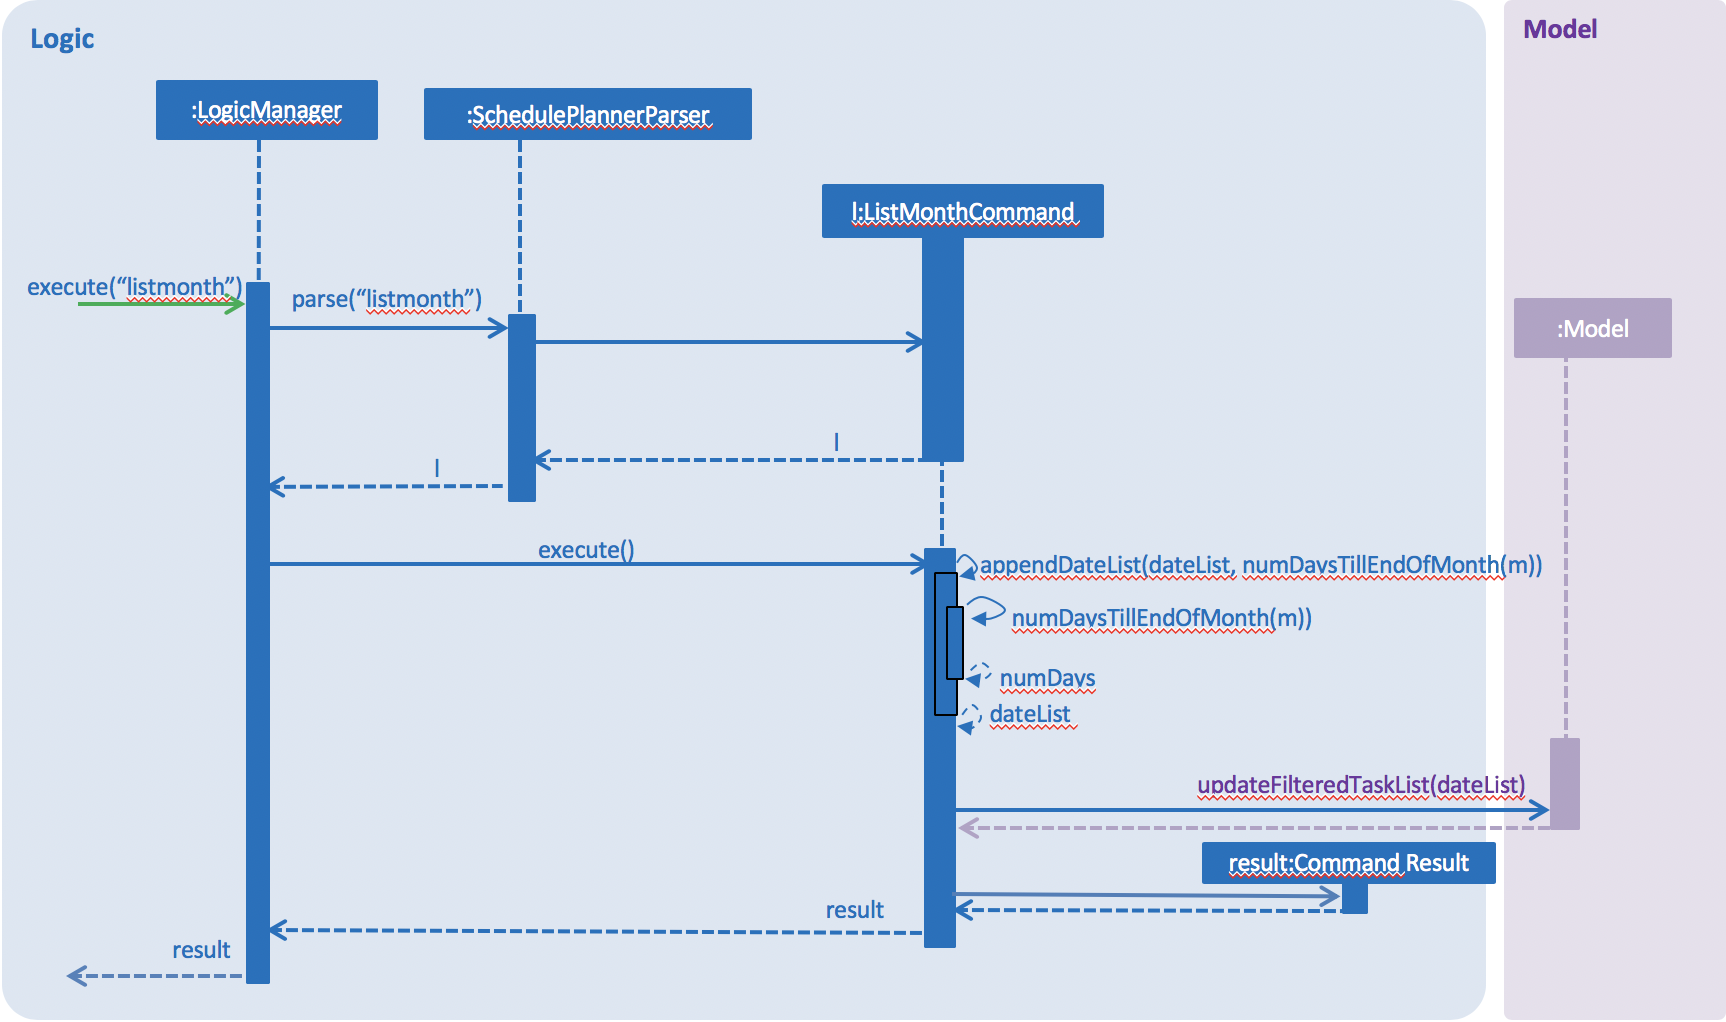 Logic
Model
:LogicManager
:SchedulePlannerParser
l:ListMonthCommand
execute(“listmonth”)
parse(“listmonth”)
:Model
l
l
execute()
appendDateList(dateList, numDaysTillEndOfMonth(m))
numDaysTillEndOfMonth(m))
numDays
dateList
updateFilteredTaskList(dateList)
result:Command Result
result
result